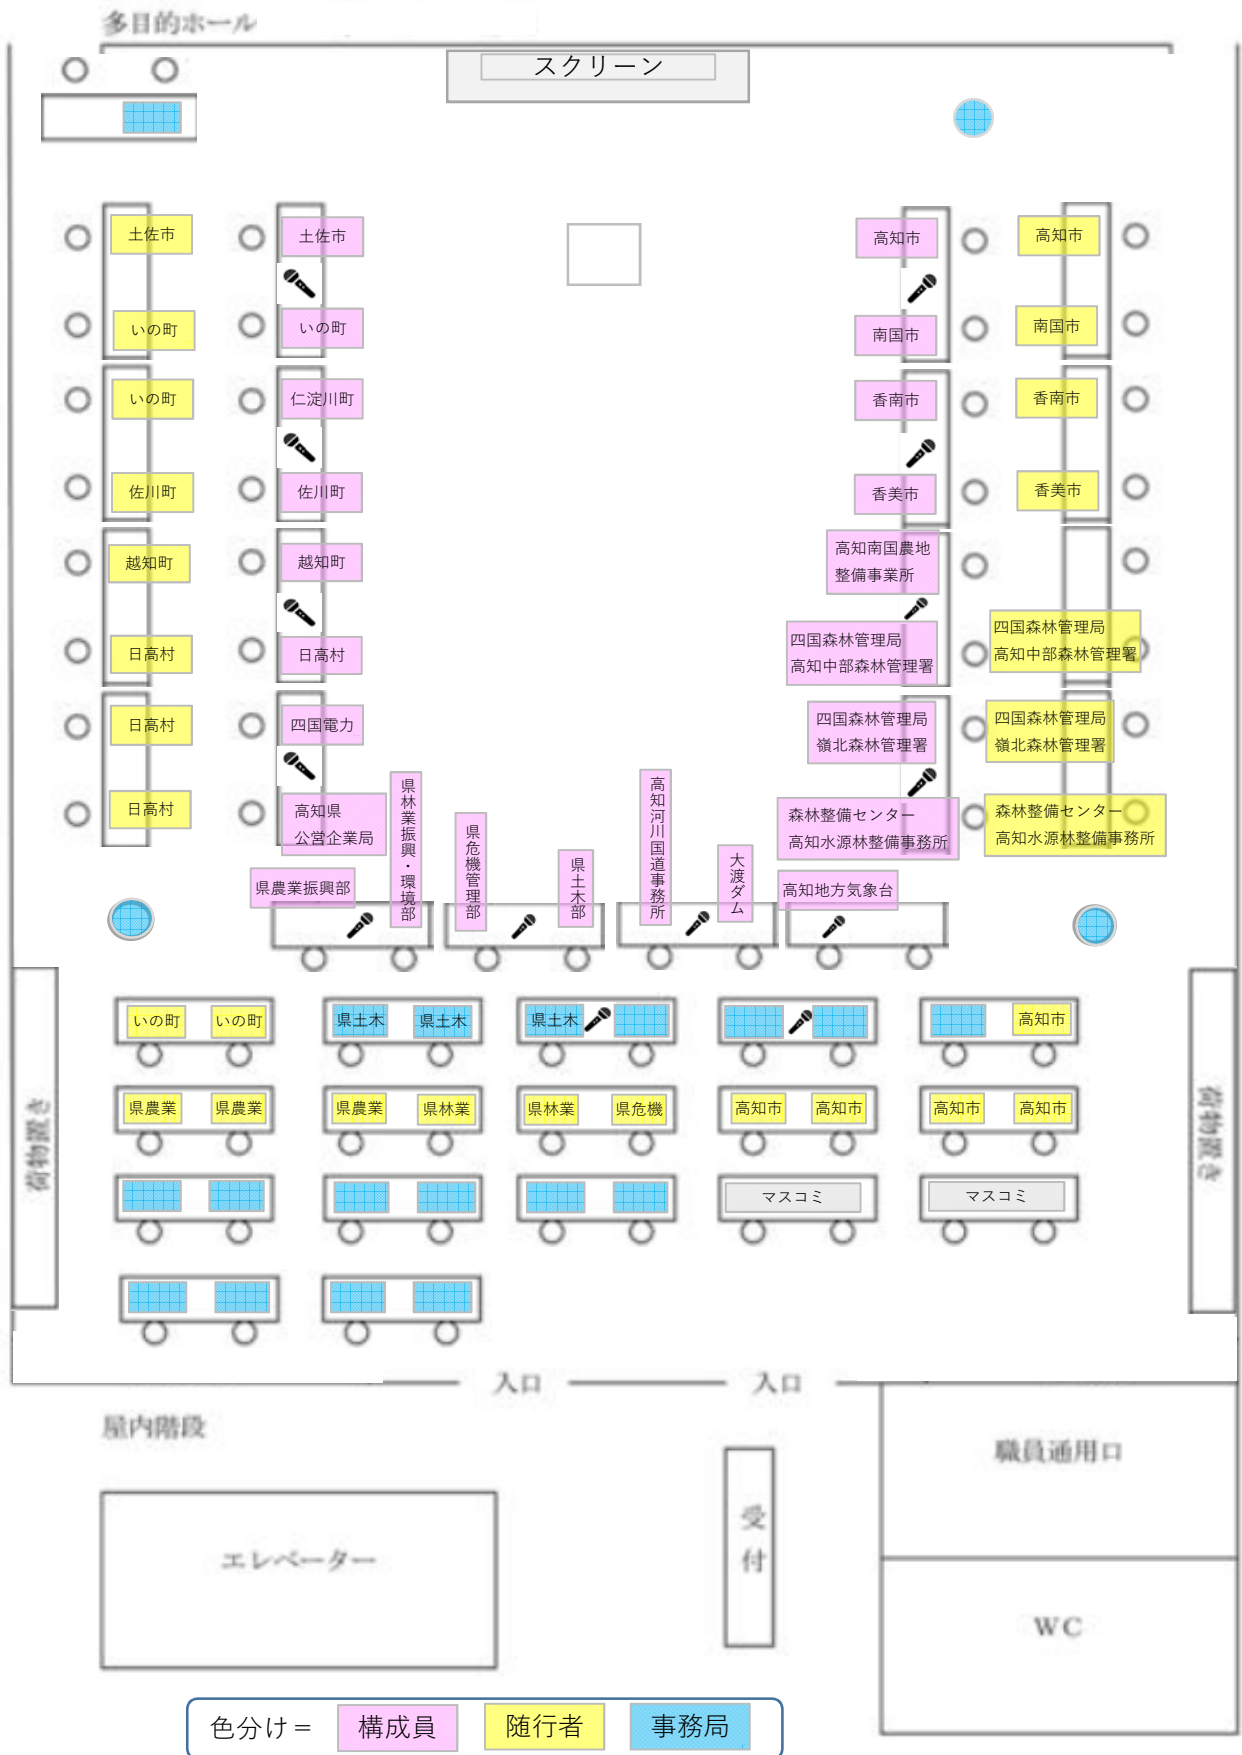 多目的ホール
スクリーン
土佐市
土佐市
高知市
高知市
いの町
いの町
南国市
南国市
いの町
仁淀川町
香南市
香南市
佐川町
佐川町
香美市
香美市
越知町
越知町
高知南国農地
整備事業所
日高村
日高村
四国森林管理局
高知中部森林管理署
四国森林管理局
高知中部森林管理署
日高村
四国電力
四国森林管理局
嶺北森林管理署
四国森林管理局
嶺北森林管理署
日高村
高知県
公営企業局
森林整備センター
高知水源林整備事務所
森林整備センター
高知水源林整備事務所
県農業振興部
県林業振興・環境部
県危機管理部
県土木部
高知河川国道事務所
大渡ダム
高知地方気象台
いの町
いの町
県土木
県土木
県土木
高知市
県農業
県農業
県農業
県林業
県林業
県危機
高知市
高知市
高知市
高知市
マスコミ
マスコミ
荷物置き
荷物置き
入口
入口
屋内階段
職員通用口
受付
エレベーター
WC
色分け＝
構成員
随行者
事務局